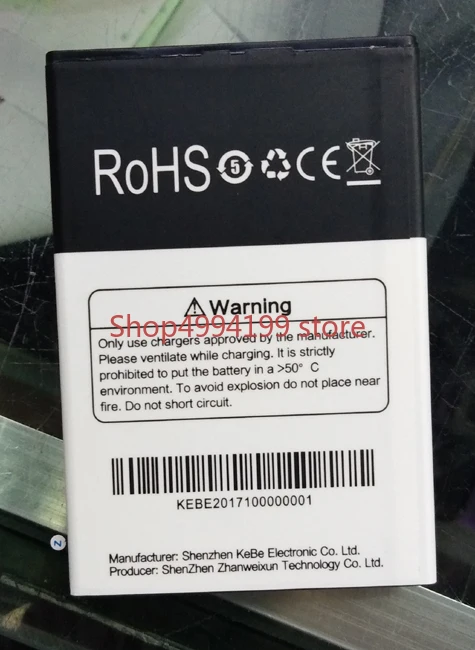 RoHS 5 CE
Warning
Shop4994199 store
Only use chargers approved by the manufacturer.
Please ventilate while charging. It is strictly
prohibited to put the battery in a >50° C
environment. To avoid explosion do not place near
fire. Do not short circuit.
KEBE2017100000001
Z
Manufacturer: Shenzhen KeBe Electronic Co. Ltd.
Producer: ShenZhen Zhanweixun Technology Co. Ltd.